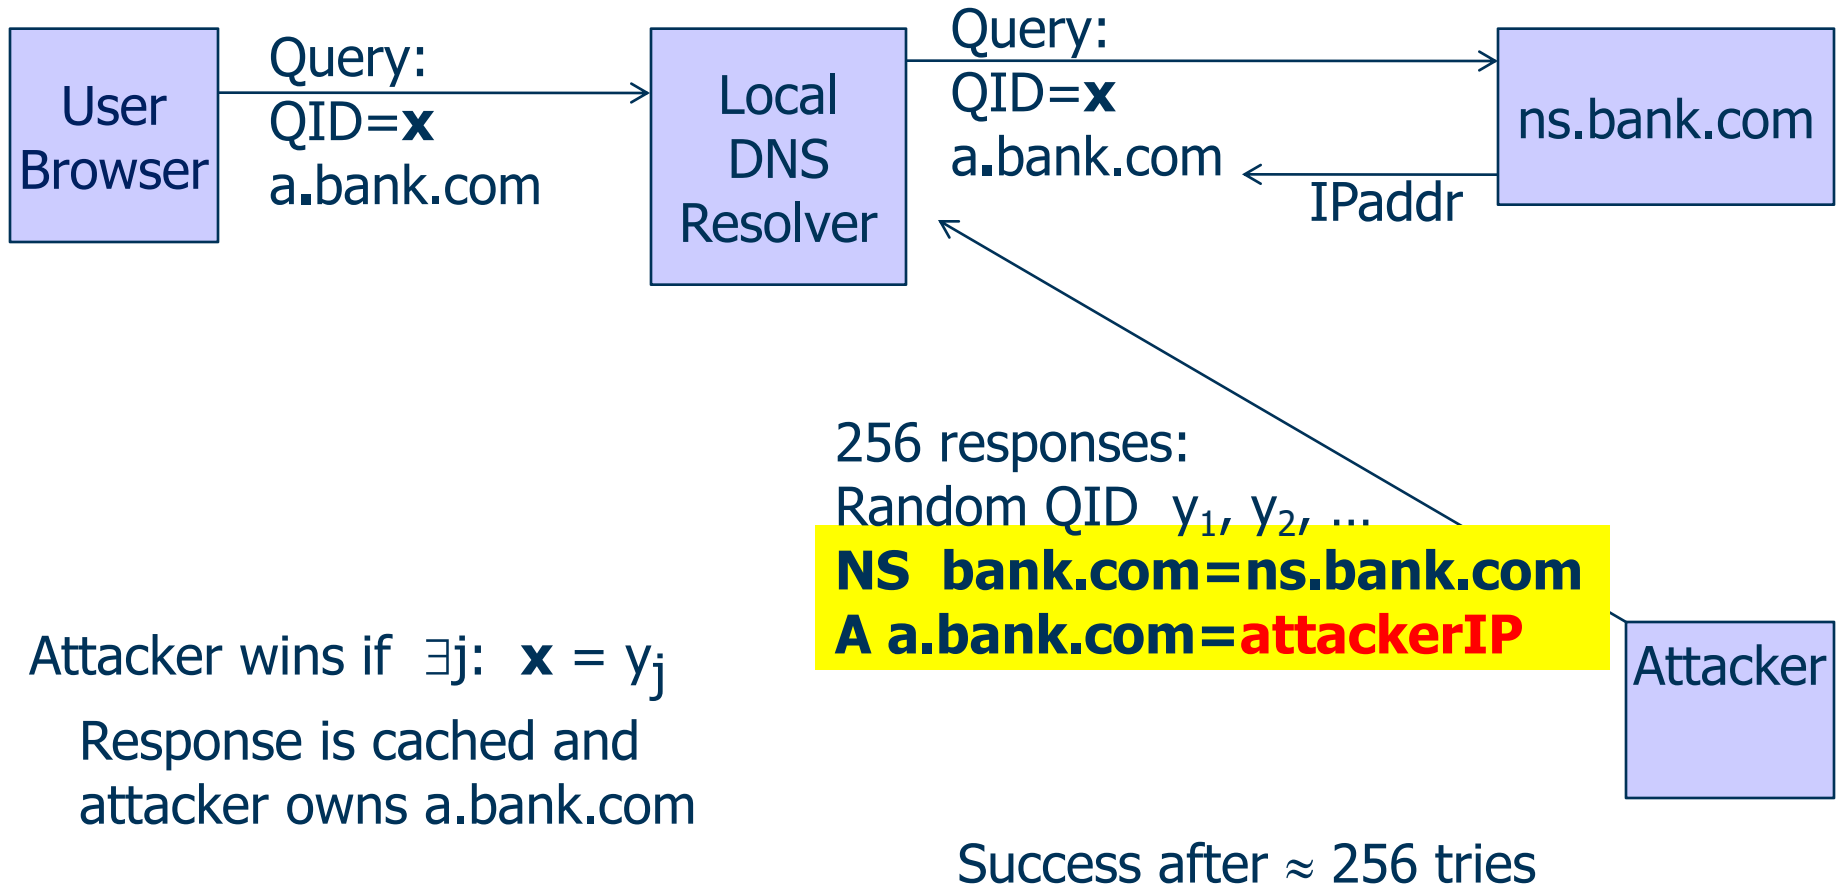 User
Browser
Query:
QID=x
a.bank.com
Local
DNS
Resolver
Query:
QID=x
a.bank.com
IPaddr
ns.bank.com
256 responses:
Random QID y₁, y₂, …
NS bank.com=ns.bank.com
A a.bank.com=attackerIP
Attacker
Attacker wins if ∃j: x = yⱼ
Response is cached and
attacker owns a.bank.com
Success after ≈ 256 tries